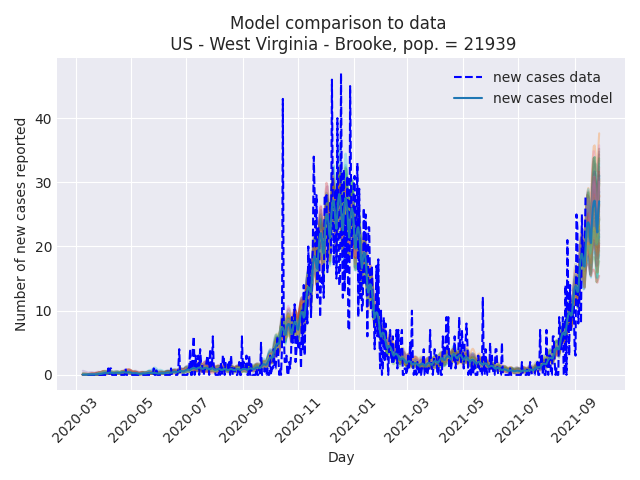 Model comparison to data
US - West Virginia - Brooke, pop. = 21939
new cases data
new cases model
Number of new cases reported
40
30
20
10
0
2020-03
2020-05
2020-07
2020-09
2020-11
2021-01
2021-03
2021-05
2021-07
2021-09
Day